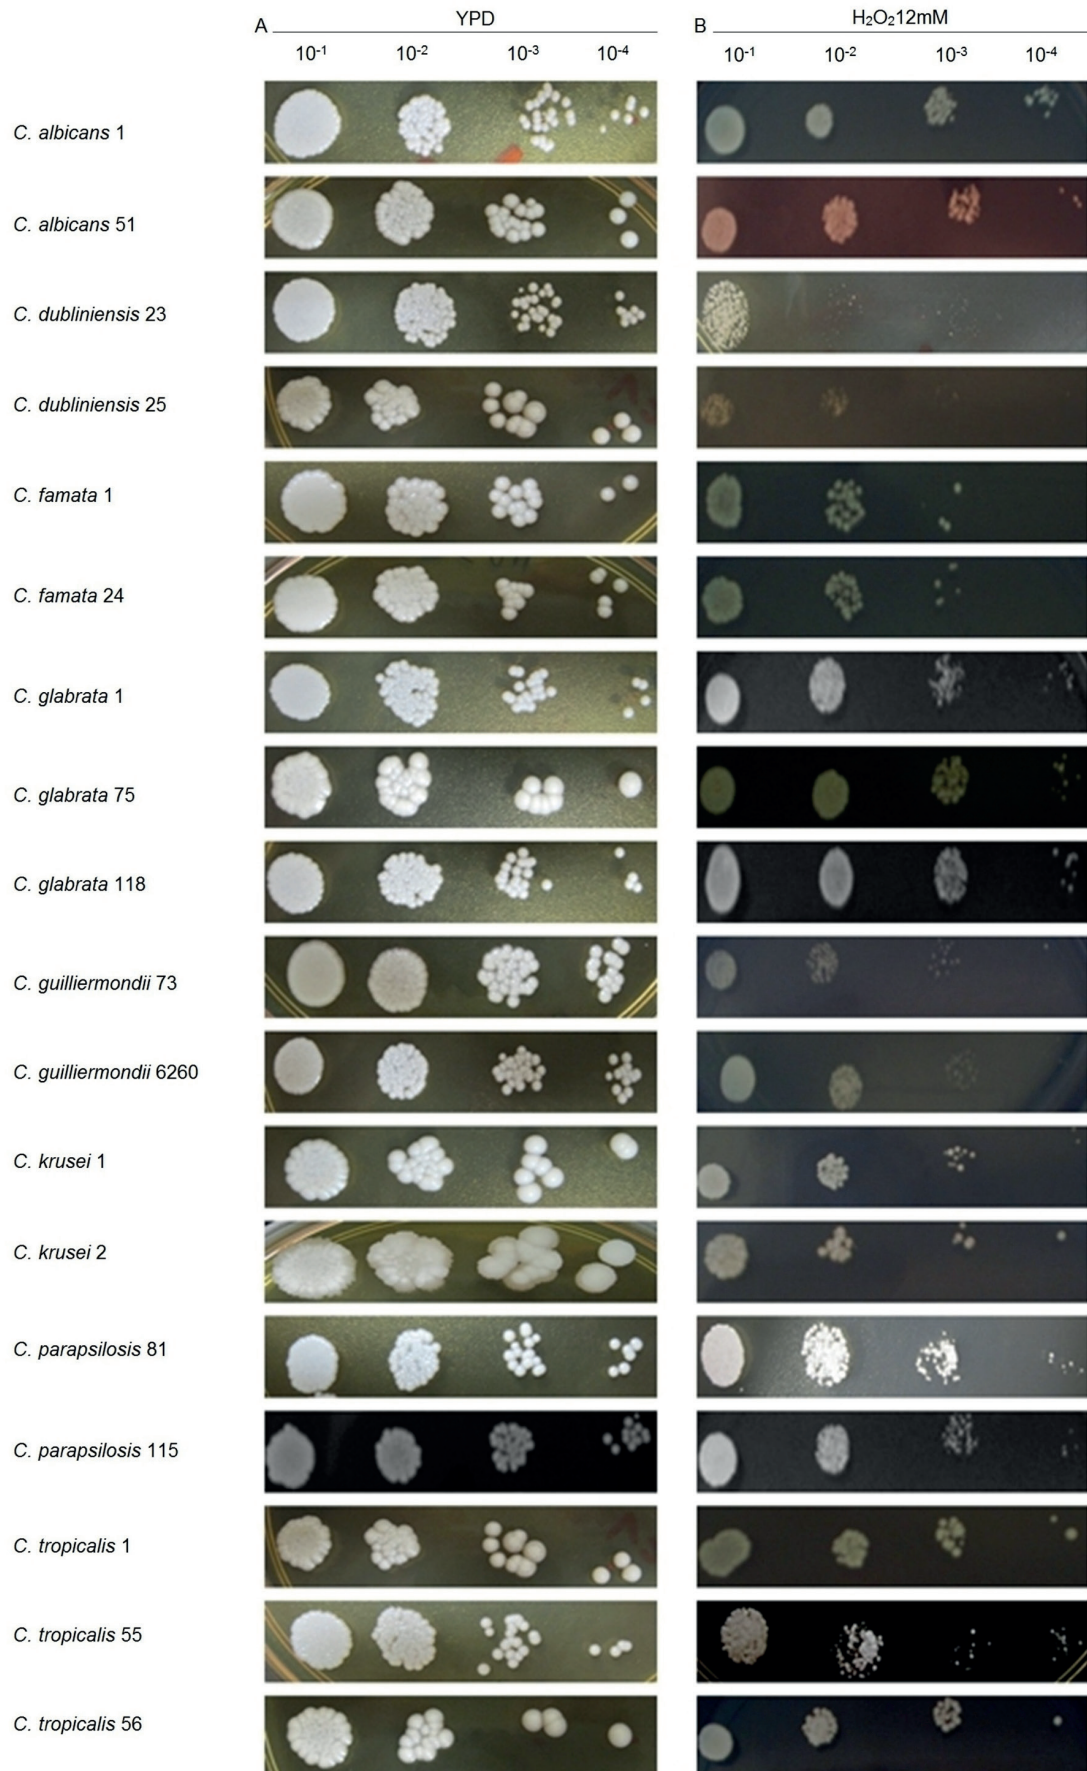 A YPD B H₂O₂12mM
10⁻¹ 10⁻² 10⁻³ 10⁻⁴ 10⁻¹ 10⁻² 10⁻³ 10⁻⁴
C. albicans 1
C. albicans 51
C. dubliniensis 23
C. dubliniensis 25
C. famata 1
C. famata 24
C. glabrata 1
C. glabrata 75
C. glabrata 118
C. guilliermondii 73
C. guilliermondii 6260
C. krusei 1
C. krusei 2
C. parapsilosis 81
C. parapsilosis 115
C. tropicalis 1
C. tropicalis 55
C. tropicalis 56